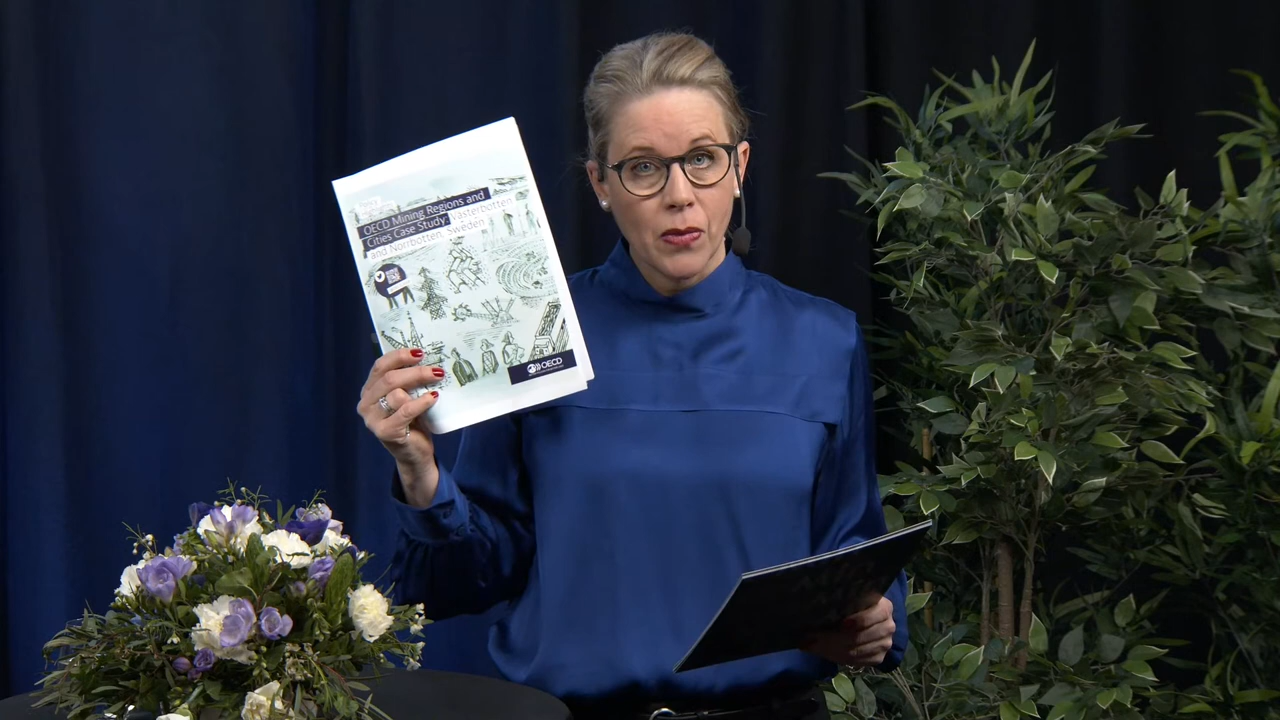 OECD Mining Regions and
Cities Case Study: Västerbotten
and Norrbotten, Sweden
OECD